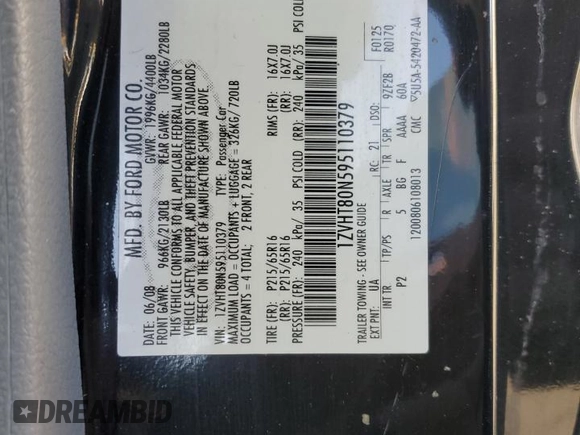 MFD. BY FORD MOTOR CO.
DATE: 06/08 GVWR: 1996KG/4400LB
FRONT GAWR: 966KG/2130LB REAR GAWR: 1034KG/2280LB
THIS VEHICLE CONFORMS TO ALL APPLICABLE FEDERAL MOTOR
VEHICLE SAFETY, BUMPER, AND THEFT PREVENTION STANDARDS
IN EFFECT ON THE DATE OF MANUFACTURE SHOWN ABOVE.
VIN: 1ZVHT80N595110379 TYPE: Passenger Car
MAXIMUM LOAD = OCCUPANTS + LUGGAGE = 326KG/720LB
OCCUPANTS = 4 TOTAL: 2 FRONT, 2 REAR
TIRE (FR): P215/65R16 RIMS (FR): 16X7.0J
(RR): P215/65R16 (RR): 16X7.0J
PRESSURE (FR): 240 kPa/ 35 PSI COLD (RR): 240 kPa/ 35 PSI COLD
1ZVHT80N595110379
TRAILER TOWING - SEE OWNER GUIDE
EXT PNT: UA RC: 21 DSO: F0125
R0170
INT TR TP/PS R AXLE TR SPR 9ZF2B
P2 5 BG F AAAA 60A
1200806108013 CMC 5U5A-5420472-AA
DREAMBID